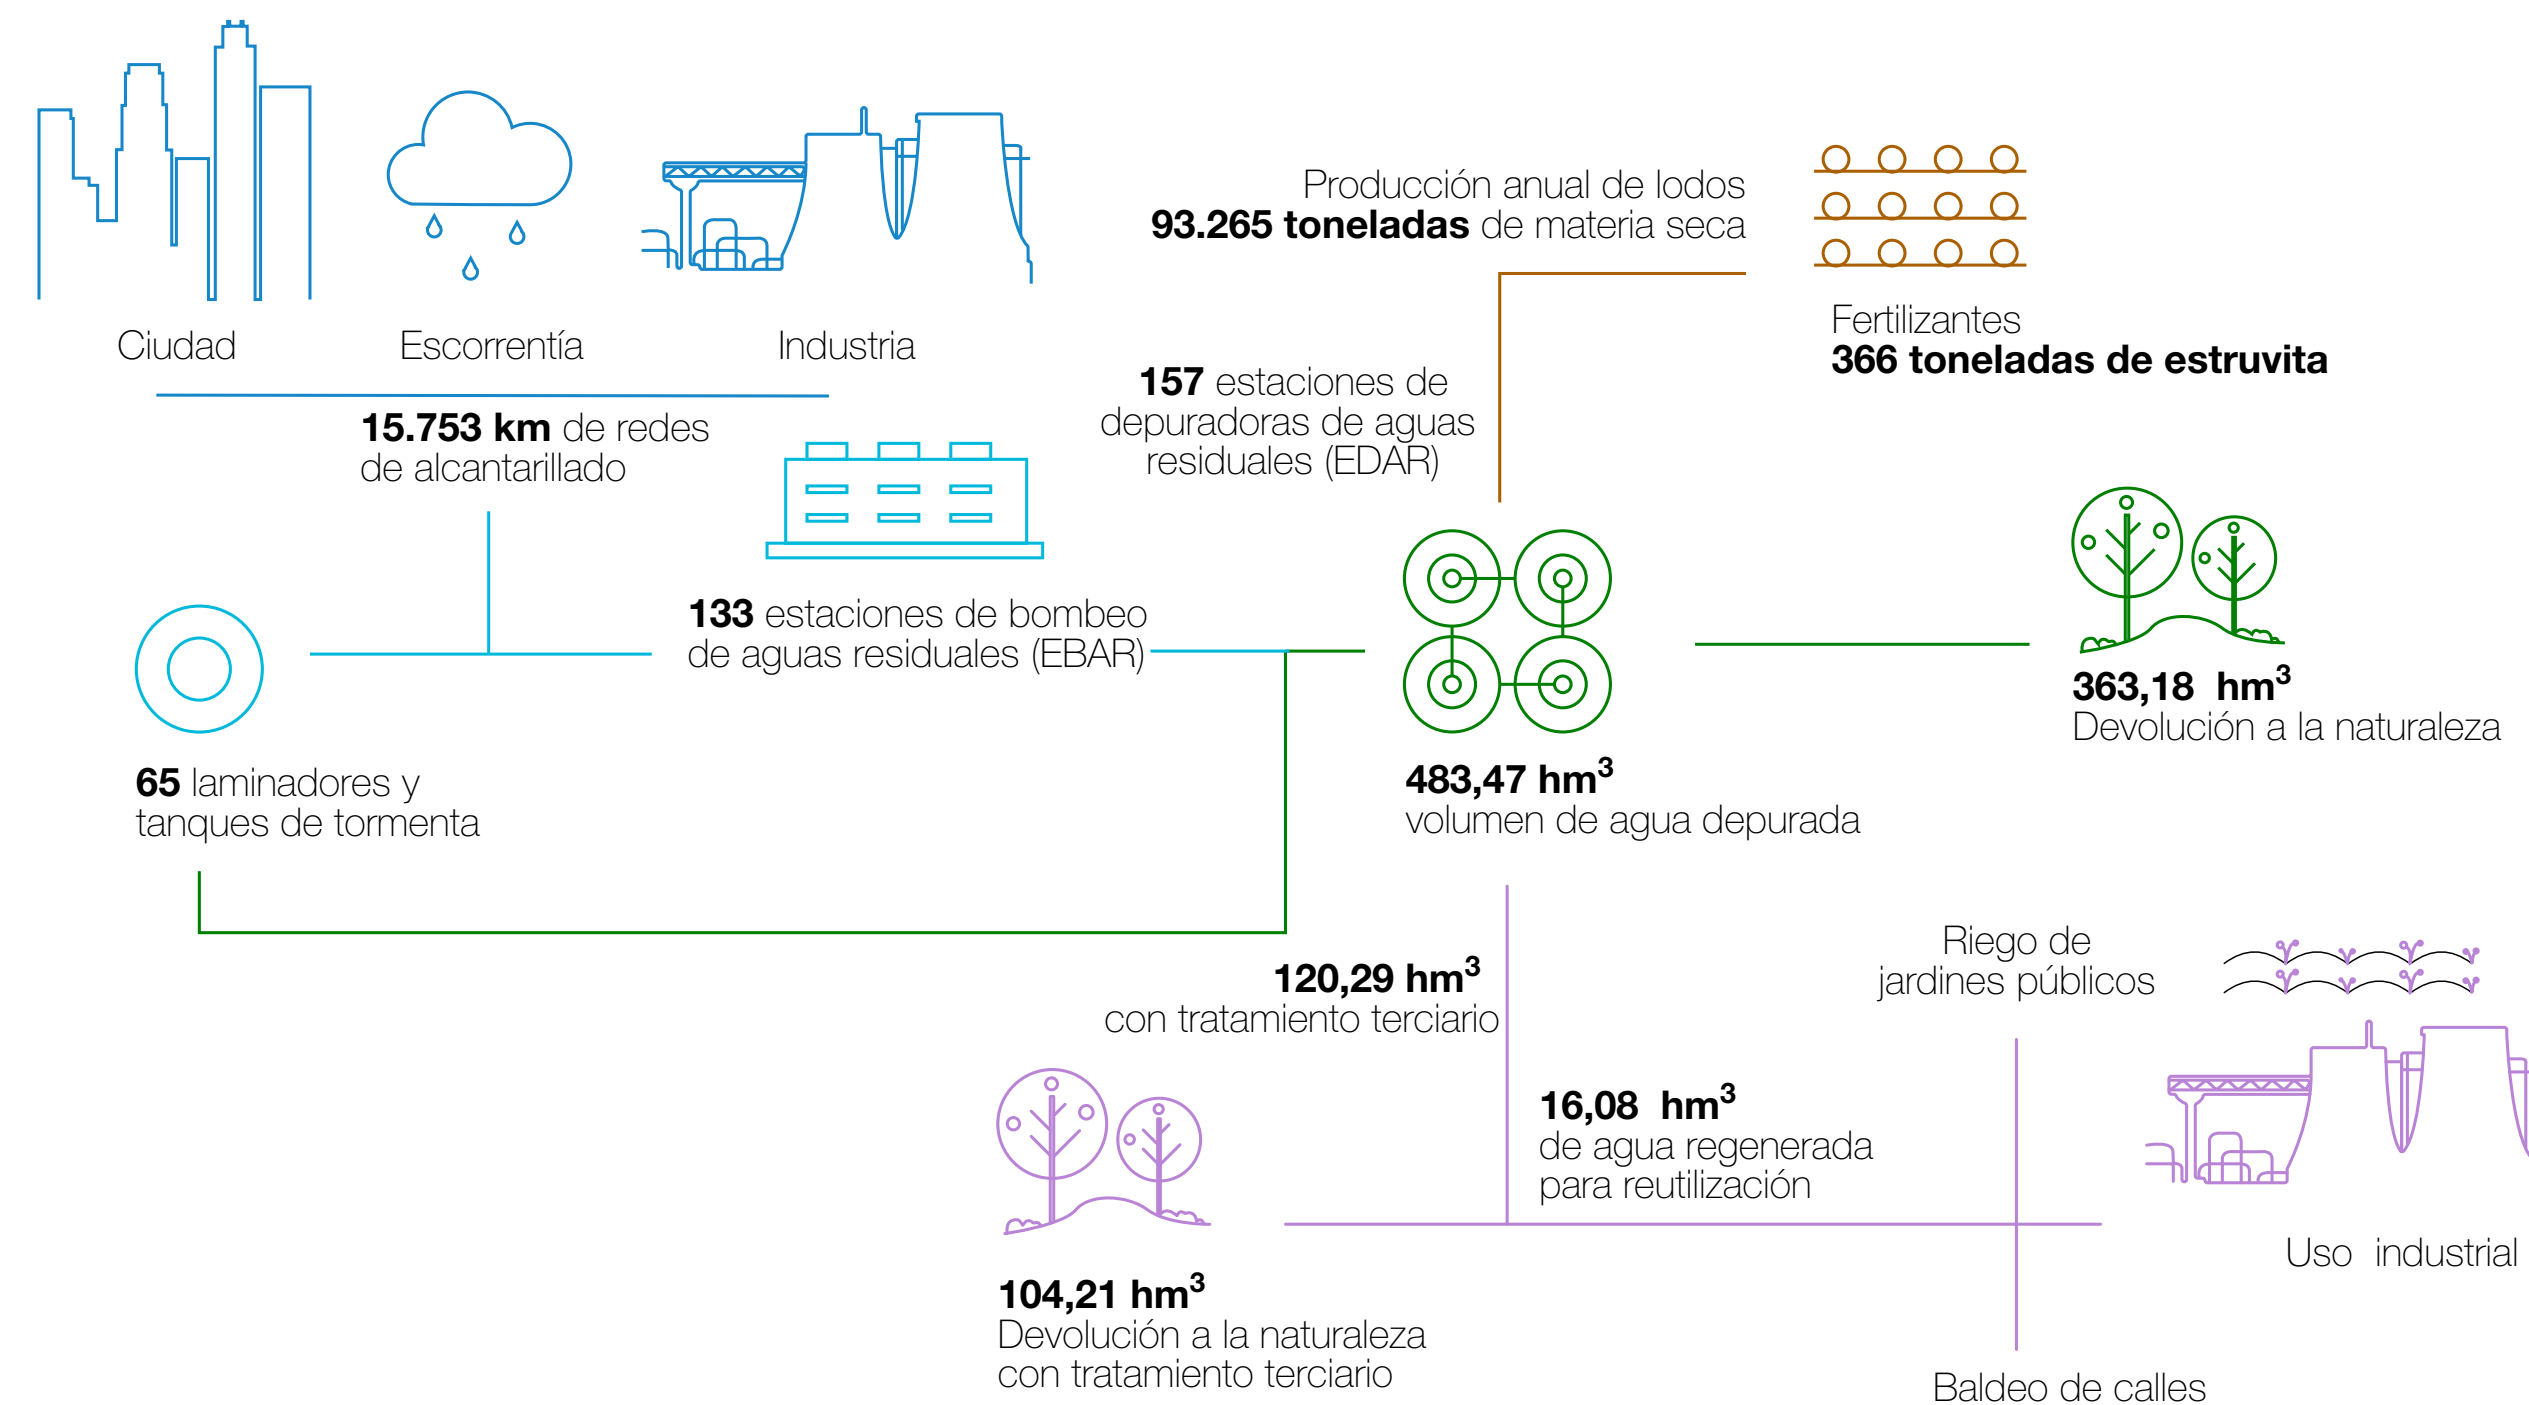 Ciudad
Escorrentía
Industria
15.753 km de redes
de alcantarillado
133 estaciones de bombeo
de aguas residuales (EBAR)
65 laminadores y
tanques de tormenta
Producción anual de lodos
93.265 toneladas de materia seca
Fertilizantes
366 toneladas de estruvita
157 estaciones de
depuradoras de aguas
residuales (EDAR)
483,47 hm³
volumen de agua depurada
363,18 hm³
Devolución a la naturaleza
120,29 hm³
con tratamiento terciario
16,08 hm³
de agua regenerada
para reutilización
104,21 hm³
Devolución a la naturaleza
con tratamiento terciario
Riego de
jardines públicos
Uso industrial
Baldeo de calles